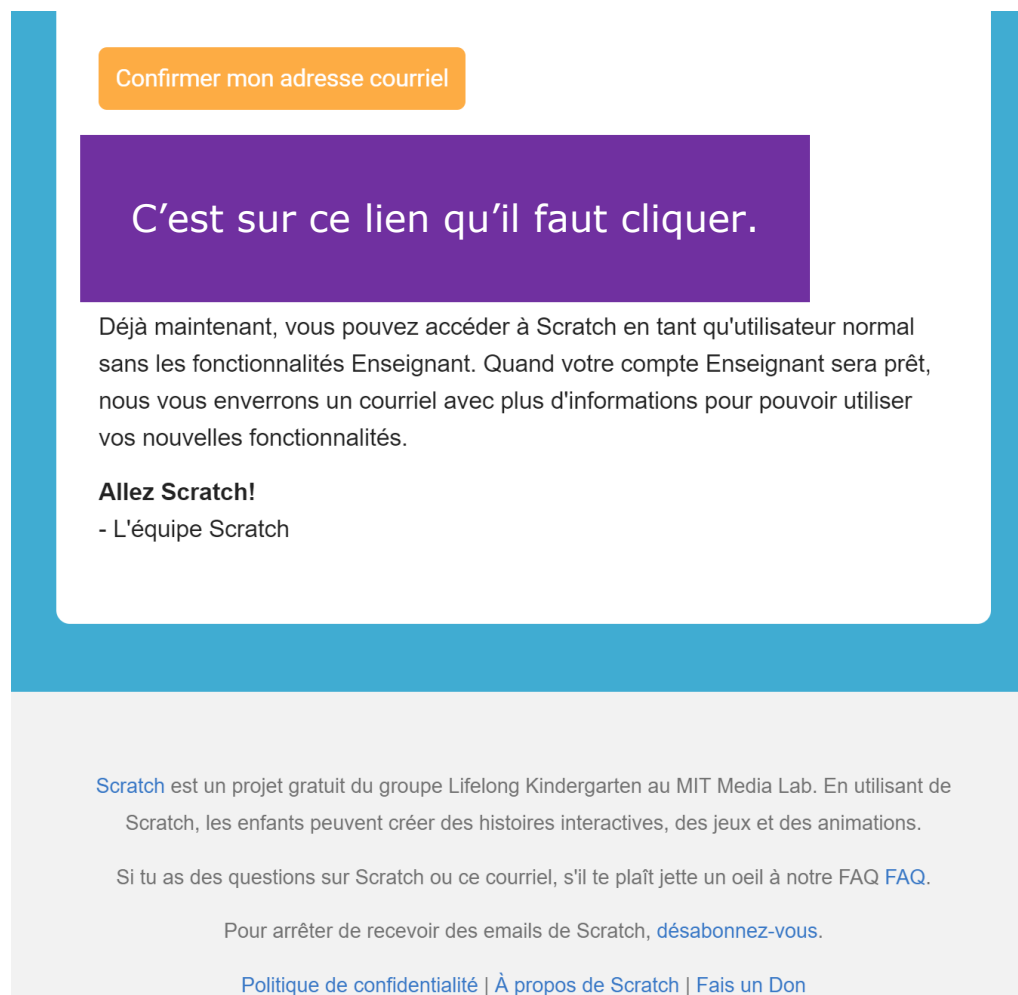 Confirmer mon adresse courriel
C’est sur ce lien qu’il faut cliquer.
Déjà maintenant, vous pouvez accéder à Scratch en tant qu'utilisateur normal
sans les fonctionnalités Enseignant. Quand votre compte Enseignant sera prêt,
nous vous enverrons un courriel avec plus d'informations pour pouvoir utiliser
vos nouvelles fonctionnalités.
Allez Scratch!
- L'équipe Scratch
Scratch est un projet gratuit du groupe Lifelong Kindergarten au MIT Media Lab. En utilisant de
Scratch, les enfants peuvent créer des histoires interactives, des jeux et des animations.
Si tu as des questions sur Scratch ou ce courriel, s'il te plaît jette un oeil à notre FAQ FAQ.
Pour arrêter de recevoir des emails de Scratch, désabonnez-vous.
Politique de confidentialité | À propos de Scratch | Fais un Don